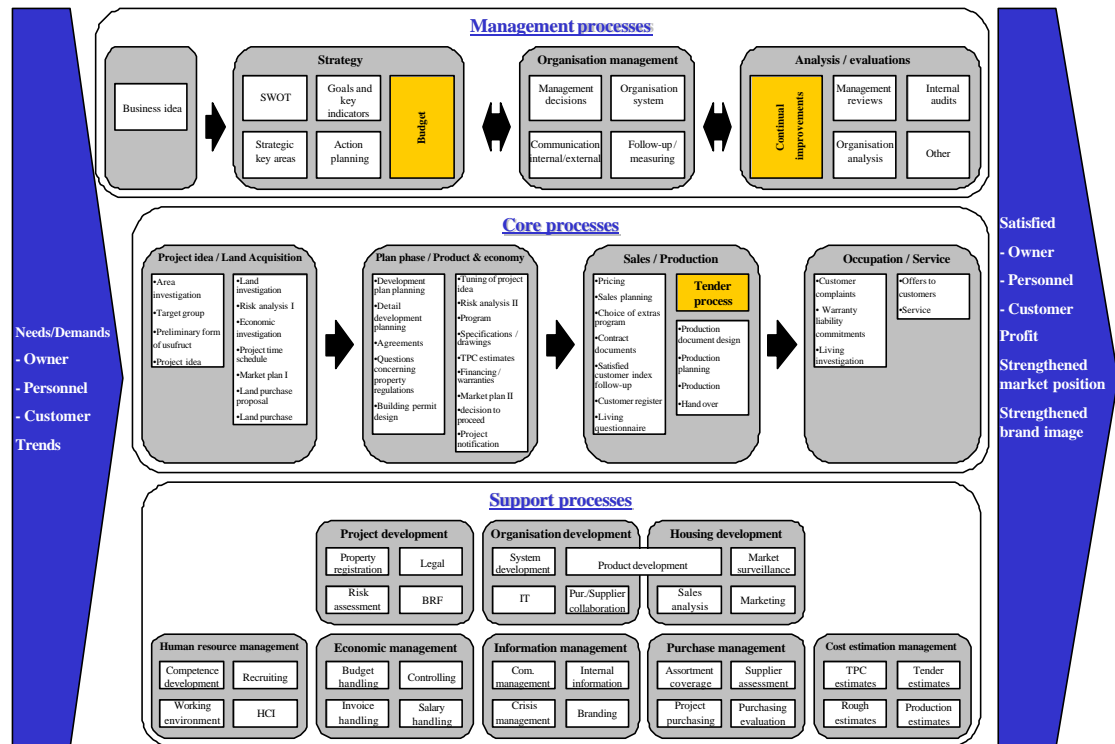 Management processes
Business idea
Strategy
SWOT
Goals and
key
indicators
Strategic
key areas
Action
planning
Budget
Organisation management
Management
decisions
Organisation
system
Communication
internal/external
Follow-up /
measuring
Analysis / evaluations
Continual
improvements
Management
reviews
Internal
audits
Organisation
analysis
Other
Needs/Demands
- Owner
- Personnel
- Customer
Trends
Core processes
Project idea / Land Acquisition
•Area
investigation
•Target group
•Preliminary form
of usufruct
•Project idea
•Land
investigation
•Risk analysis I
•Economic
investigation
•Project time
schedule
•Market plan I
•Land purchase
proposal
•Land purchase
Plan phase / Product & economy
•Development
plan planning
•Detail
development
planning
•Agreements
•Questions
concerning
property
regulations
•Building permit
design
•Tuning of project
idea
•Risk analysis II
•Program
•Specifications /
drawings
•TPC estimates
•Financing /
warranties
•Market plan II
•decision to
proceed
•Project
notification
Sales / Production
•Pricing
•Sales planning
•Choice of extras
program
•Contract
documents
•Satisfied
customer index
follow-up
•Customer register
•Living
questionnaire
Tender
process
•Production
document design
•Production
planning
•Production
•Hand over
Occupation / Service
•Customer
complaints
• Warranty
liability
commitments
•Living
investigation
•Offers to
customers
•Service
Satisfied
- Owner
- Personnel
- Customer
Profit
Strengthened
market position
Strengthened
brand image
Support processes
Project development
Property
registration
Legal
Risk
assessment
BRF
Organisation development
System
development
Product development
IT
Pur./Supplier
collaboration
Housing development
Market
surveillance
Sales
analysis
Marketing
Human resource management
Competence
development
Recruiting
Working
environment
HCI
Economic management
Budget
handling
Controlling
Invoice
handling
Salary
handling
Information management
Com.
management
Internal
information
Crisis
management
Branding
Purchase management
Assortment
coverage
Supplier
assessment
Project
purchasing
Purchasing
evaluation
Cost estimation management
TPC
estimates
Tender
estimates
Rough
estimates
Production
estimates